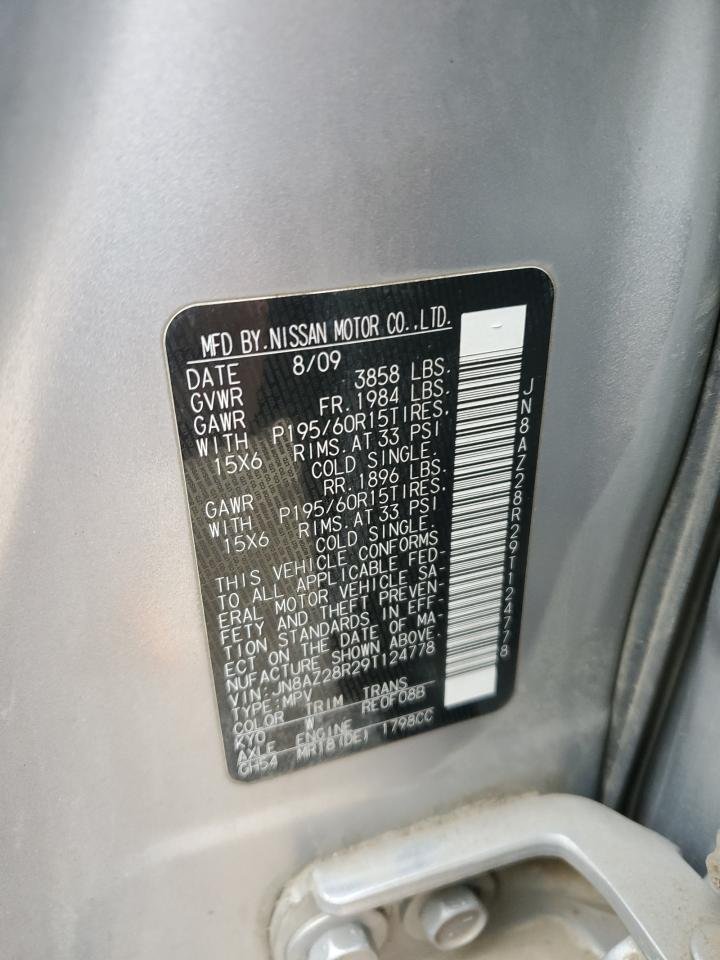 MFD BY.NISSAN MOTOR CO.,LTD.
DATE 8/09
GVWR 3858 LBS.
GAWR FR. 1984 LBS.
WITH P195/60R15TIRES.
15X6 RIMS.AT 33 PSI
COLD SINGLE.
GAWR RR. 1896 LBS.
WITH P195/60R15TIRES.
15X6 RIMS.AT 33 PSI
COLD SINGLE.
THIS VEHICLE CONFORMS
TO ALL APPLICABLE FED-
ERAL MOTOR VEHICLE SA-
FETY AND THEFT PREVEN-
TION STANDARDS IN EFF-
ECT ON THE DATE OF MA-
NUFACTURE SHOWN ABOVE.
VIN:JN8AZ28R29T124778
TYPE:MPV
COLOR TRIM TRANS
KY0 W RE0F08B
AXLE ENGINE
GH54 MR18(DE) 1798CC
JN8AZ28R29T124778